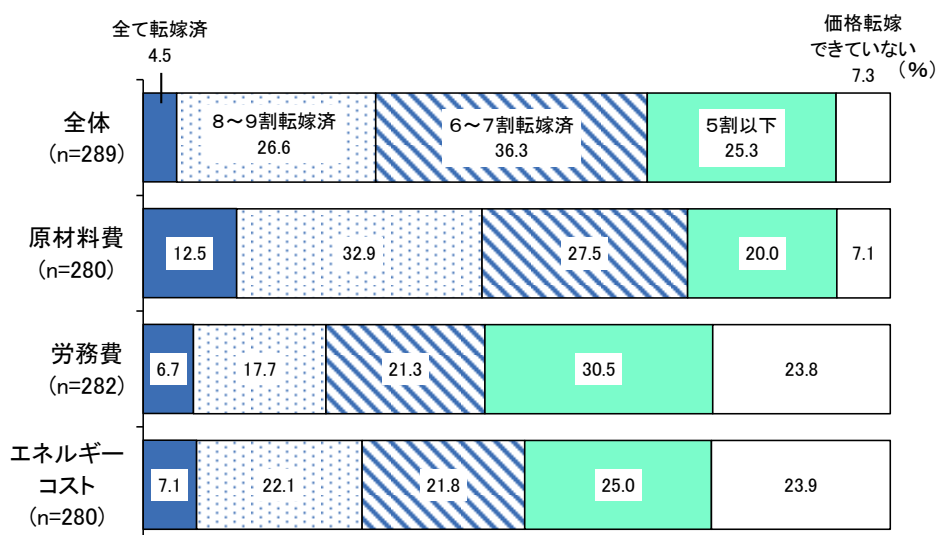 全て転嫁済
4.5
価格転嫁
できていない
7.3
（％）
全体
(n=289)
８～９割転嫁済
26.6
６～７割転嫁済
36.3
５割以下
25.3
原材料費
(n=280)
12.5
32.9
27.5
20.0
7.1
労務費
(n=282)
6.7
17.7
21.3
30.5
23.8
エネルギー
コスト
(n=280)
7.1
22.1
21.8
25.0
23.9